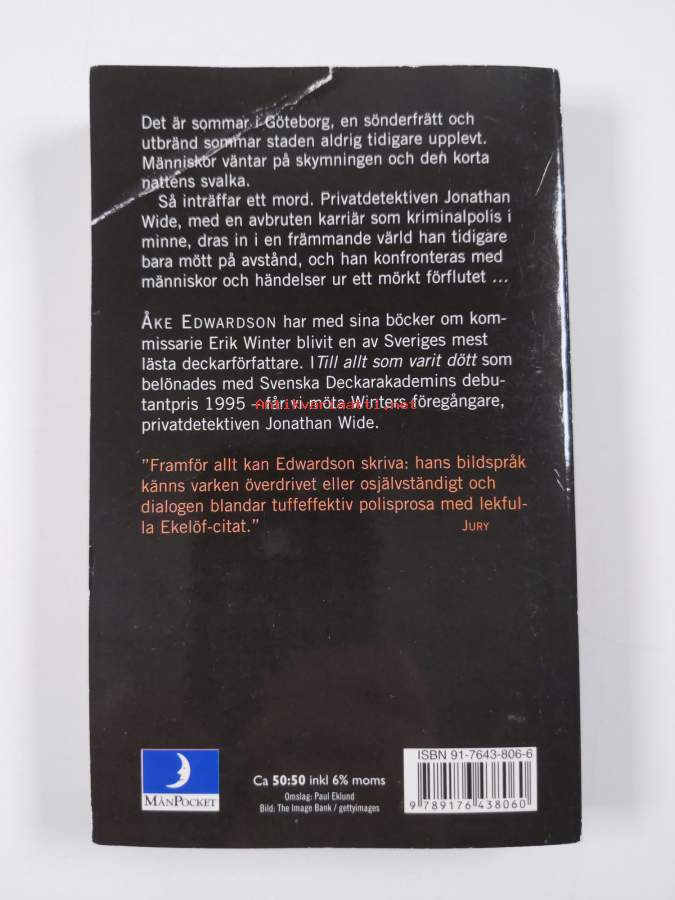 Det är sommar i Göteborg, en sönderfrätt och
utbränd sommar staden aldrig tidigare upplevt.
Människor väntar på skymningen och den korta
nattens svalka.
Så inträffar ett mord. Privatdetektiven Jonathan
Wide, med en avbruten karriär som kriminalpolis i
minne, dras in i en främmande värld han tidigare
bara mött på avstånd, och han konfronteras med
människor och händelser ur ett mörkt förflutet ...
ÅKE EDWARDSON har med sina böcker om kom-
missarie Erik Winter blivit en av Sveriges mest
lästa deckarförfattare. I Till allt som varit dött som
belönades med Svenska Deckarakademins debu-
tantpris 1995 – får vi möta Winters föregångare,
privatdetektiven Jonathan Wide.
Antikvariaatti.net
"Framför allt kan Edwardson skriva: hans bildspråk
känns varken överdrivet eller osjälvständigt och
dialogen blandar tuffeffektiv polisprosa med lekful-
la Ekelöf-citat." JURY
MÅNPOCKET
Ca 50:50 inkl 6% moms
Omslag: Paul Eklund
Bild: The Image Bank / gettyimages
ISBN 91-7643-806-6
9 789176 438060